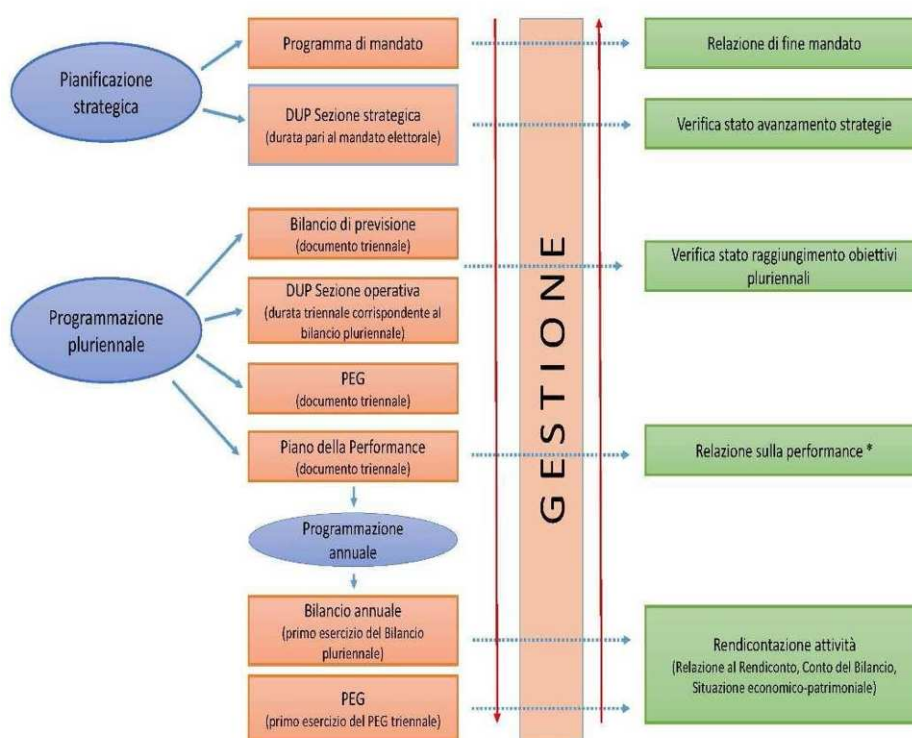 Pianificazione
strategica
Programma di mandato
Relazione di fine mandato
DUP Sezione strategica
(durata pari al mandato elettorale)
Verifica stato avanzamento strategie
Programmazione
pluriennale
Bilancio di previsione
(documento triennale)
DUP Sezione operativa
(durata triennale corrispondente al
bilancio pluriennale)
Verifica stato raggiungimento obiettivi
pluriennali
PEG
(documento triennale)
Piano della Performance
(documento triennale)
Relazione sulla performance *
GESTIONE
Programmazione
annuale
Bilancio annuale
(primo esercizio del Bilancio
pluriennale)
PEG
(primo esercizio del PEG triennale)
Rendicontazione attività
(Relazione al Rendiconto, Conto del Bilancio,
Situazione economico-patrimoniale)